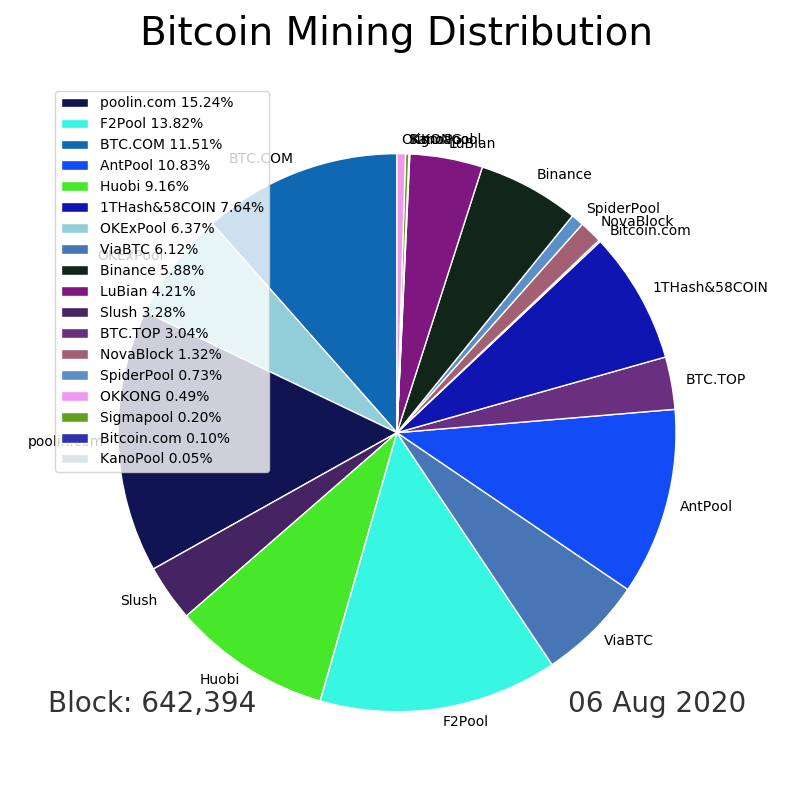 Bitcoin Mining Distribution
poolin.com 15.24%
F2Pool 13.82%
BTC.COM 11.51%
AntPool 10.83%
Huobi 9.16%
1THash&58COIN 7.64%
OKExPool 6.37%
ViaBTC 6.12%
Binance 5.88%
LuBian 4.21%
Slush 3.28%
BTC.TOP 3.04%
NovaBlock 1.32%
SpiderPool 0.73%
OKKONG 0.49%
Sigmapool 0.20%
Bitcoin.com 0.10%
KanoPool 0.05%
BTC.COM
OKExPool
poolin.com
Slush
Huobi
F2Pool
ViaBTC
AntPool
BTC.TOP
1THash&58COIN
Bitcoin.com
NovaBlock
SpiderPool
Binance
LuBian
Block: 642,394
06 Aug 2020